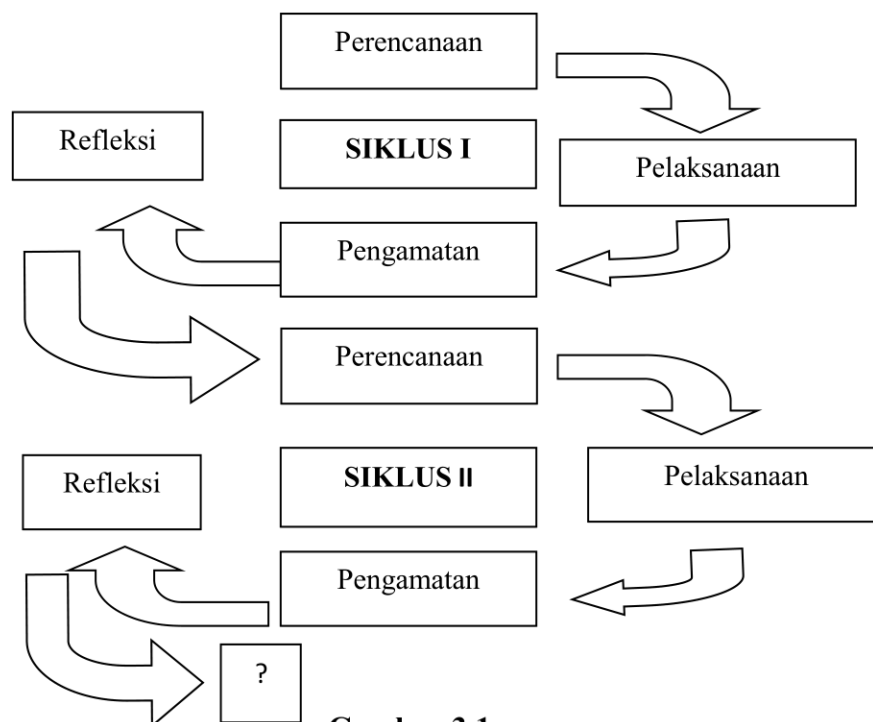 Perencanaan
Refleksi
SIKLUS I
Pelaksanaan
Pengamatan
Perencanaan
Refleksi
SIKLUS II
Pelaksanaan
Pengamatan
?